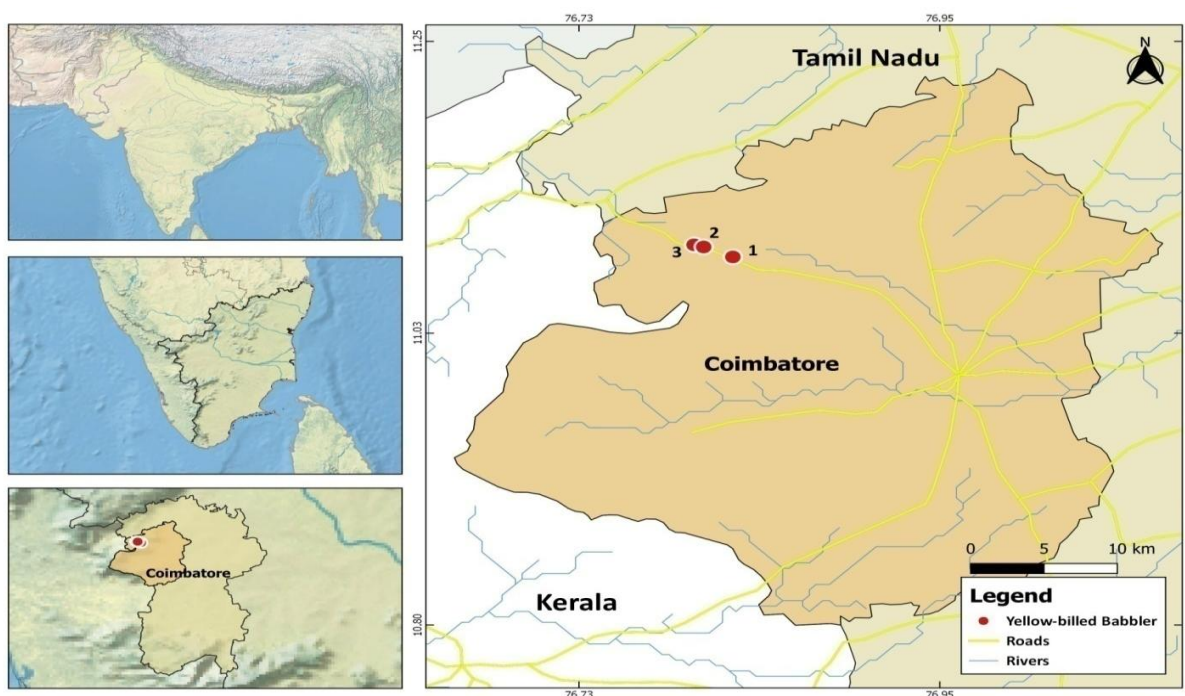 76.73
76.95
11.25
Tamil Nadu
N
2
3
1
11.03
Coimbatore
Coimbatore
0 5 10 km
Kerala
Legend
Yellow-billed Babbler
Roads
Rivers
10.80
76.73
76.95